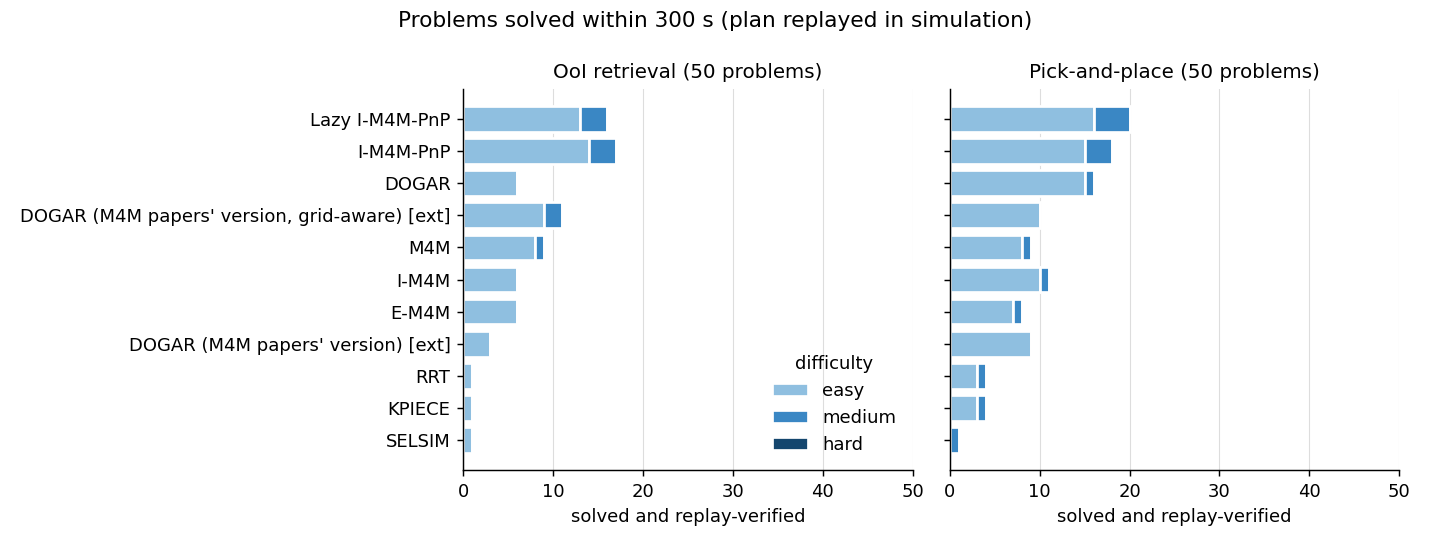 Problems solved within 300 s (plan replayed in simulation)
OoI retrieval (50 problems)
Pick-and-place (50 problems)
Lazy I-M4M-PnP
I-M4M-PnP
DOGAR
DOGAR (M4M papers' version, grid-aware) [ext]
M4M
I-M4M
E-M4M
DOGAR (M4M papers' version) [ext]
RRT
KPIECE
SELSIM
difficulty
easy
medium
hard
0 10 20 30 40 50
0 10 20 30 40 50
solved and replay-verified
solved and replay-verified